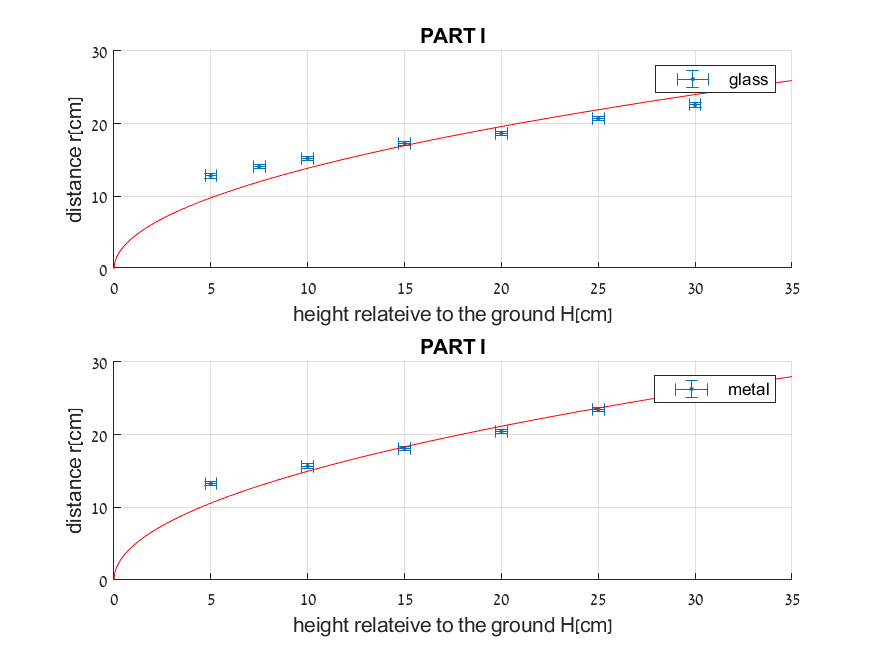 PART I
30
20
10
0
distance r[cm]
glass
0 5 10 15 20 25 30 35
height relateive to the ground H[cm]
PART I
30
20
10
0
distance r[cm]
metal
0 5 10 15 20 25 30 35
height relateive to the ground H[cm]